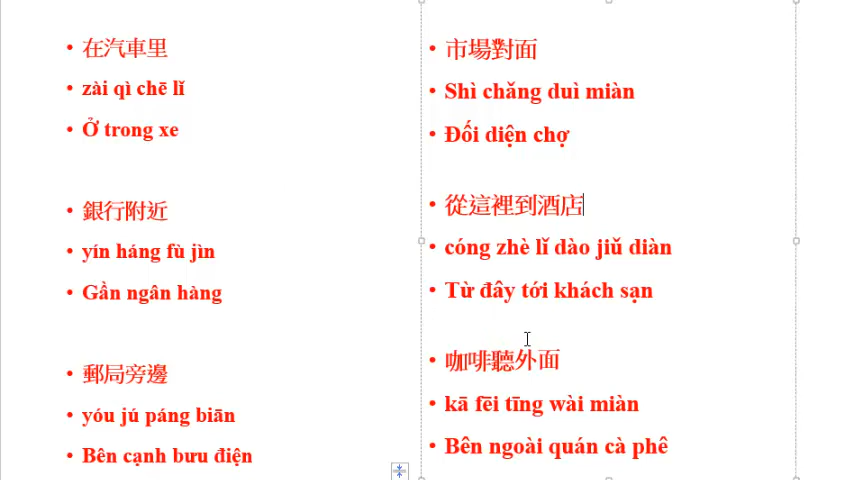 • 在汽車里
• zài qì chē lǐ
• Ở trong xe
• 銀行附近
• yín háng fù jìn
• Gần ngân hàng
• 郵局旁邊
• yóu jú páng biān
• Bên cạnh bưu điện
• 市場對面
• Shì chǎng duì miàn
• Đối diện chợ
• 從這裡到酒店
• cóng zhè lǐ dào jiǔ diàn
• Từ đây tới khách sạn
• 咖啡聽外面
• kā fēi tīng wài miàn
• Bên ngoài quán cà phê